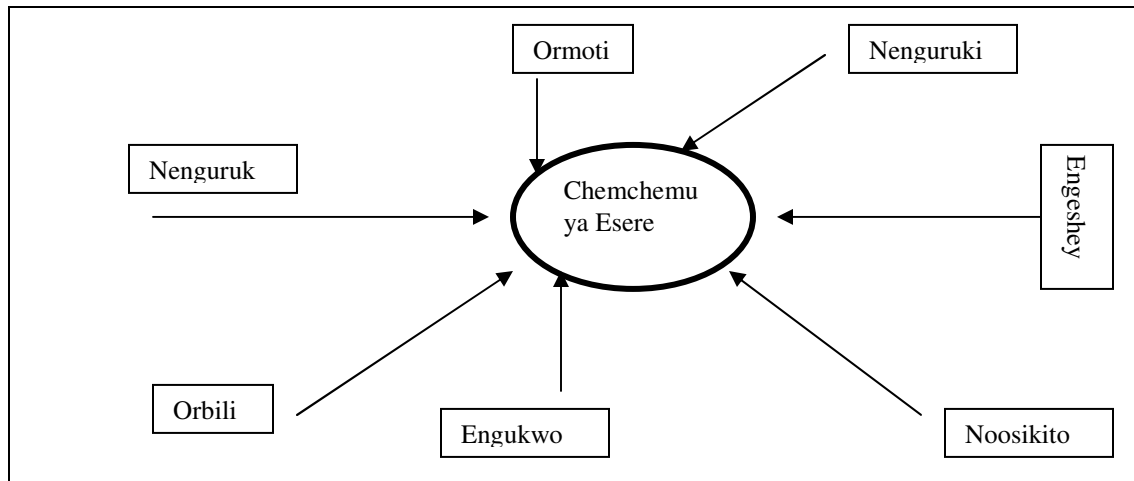 Ormoti
Nenguruki
Nenguruk
Chemchemu
ya Esere
Engeshey
Orbili
Engukwo
Noosikito